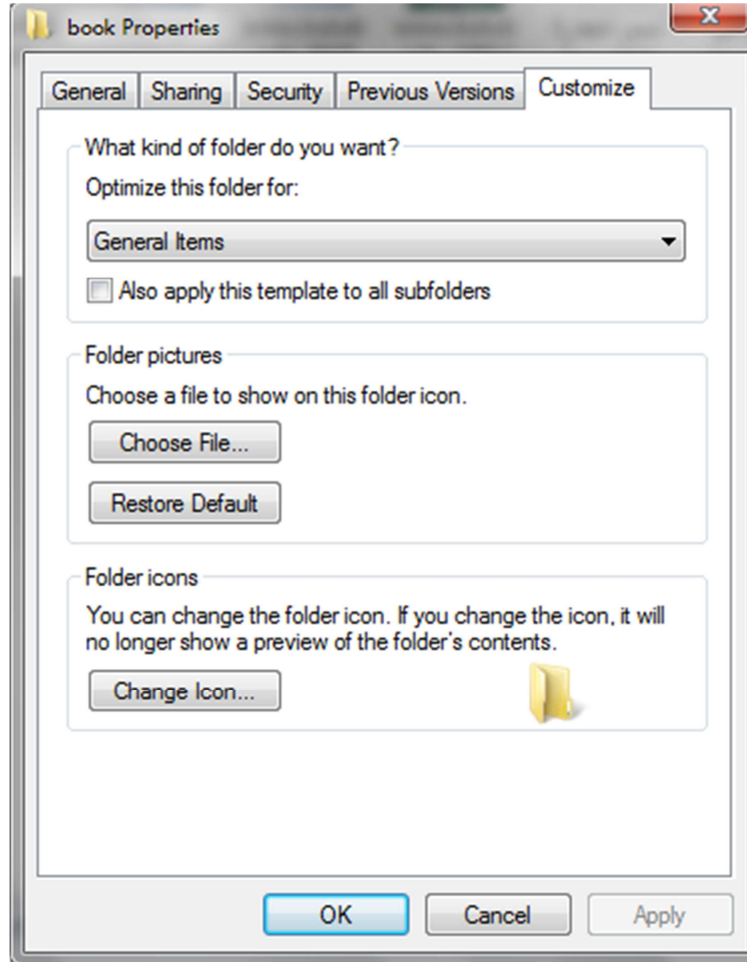 book Properties
General Sharing Security Previous Versions Customize
What kind of folder do you want?
Optimize this folder for:
General Items
Also apply this template to all subfolders
Folder pictures
Choose a file to show on this folder icon.
Choose File...
Restore Default
Folder icons
You can change the folder icon. If you change the icon, it will
no longer show a preview of the folder's contents.
Change Icon...
OK Cancel Apply